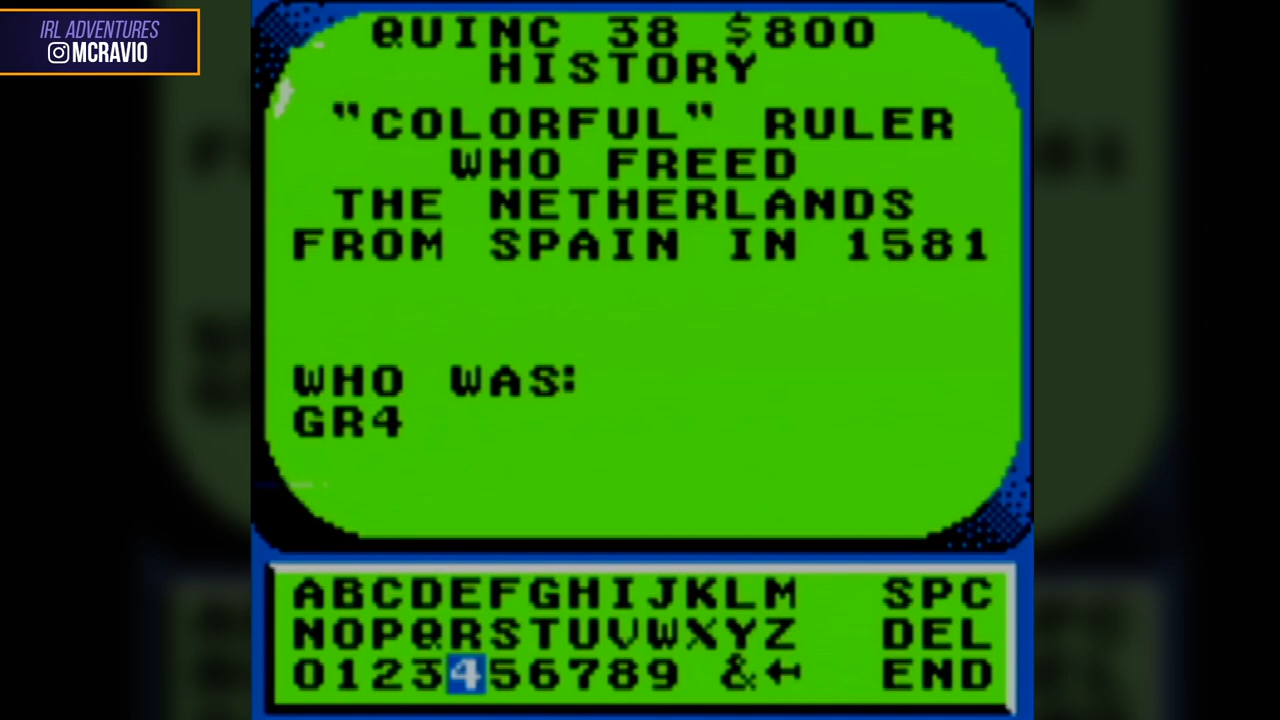 IRL ADVENTURES
MCRAVIO
QUINC 38 $800
HISTORY
"COLORFUL" RULER
WHO FREED
THE NETHERLANDS
FROM SPAIN IN 1581
WHO WAS:
GR4
ABCDEFGHIJKLM SPC
NOPQRSTUVWXYZ DEL
0123456789 &← END